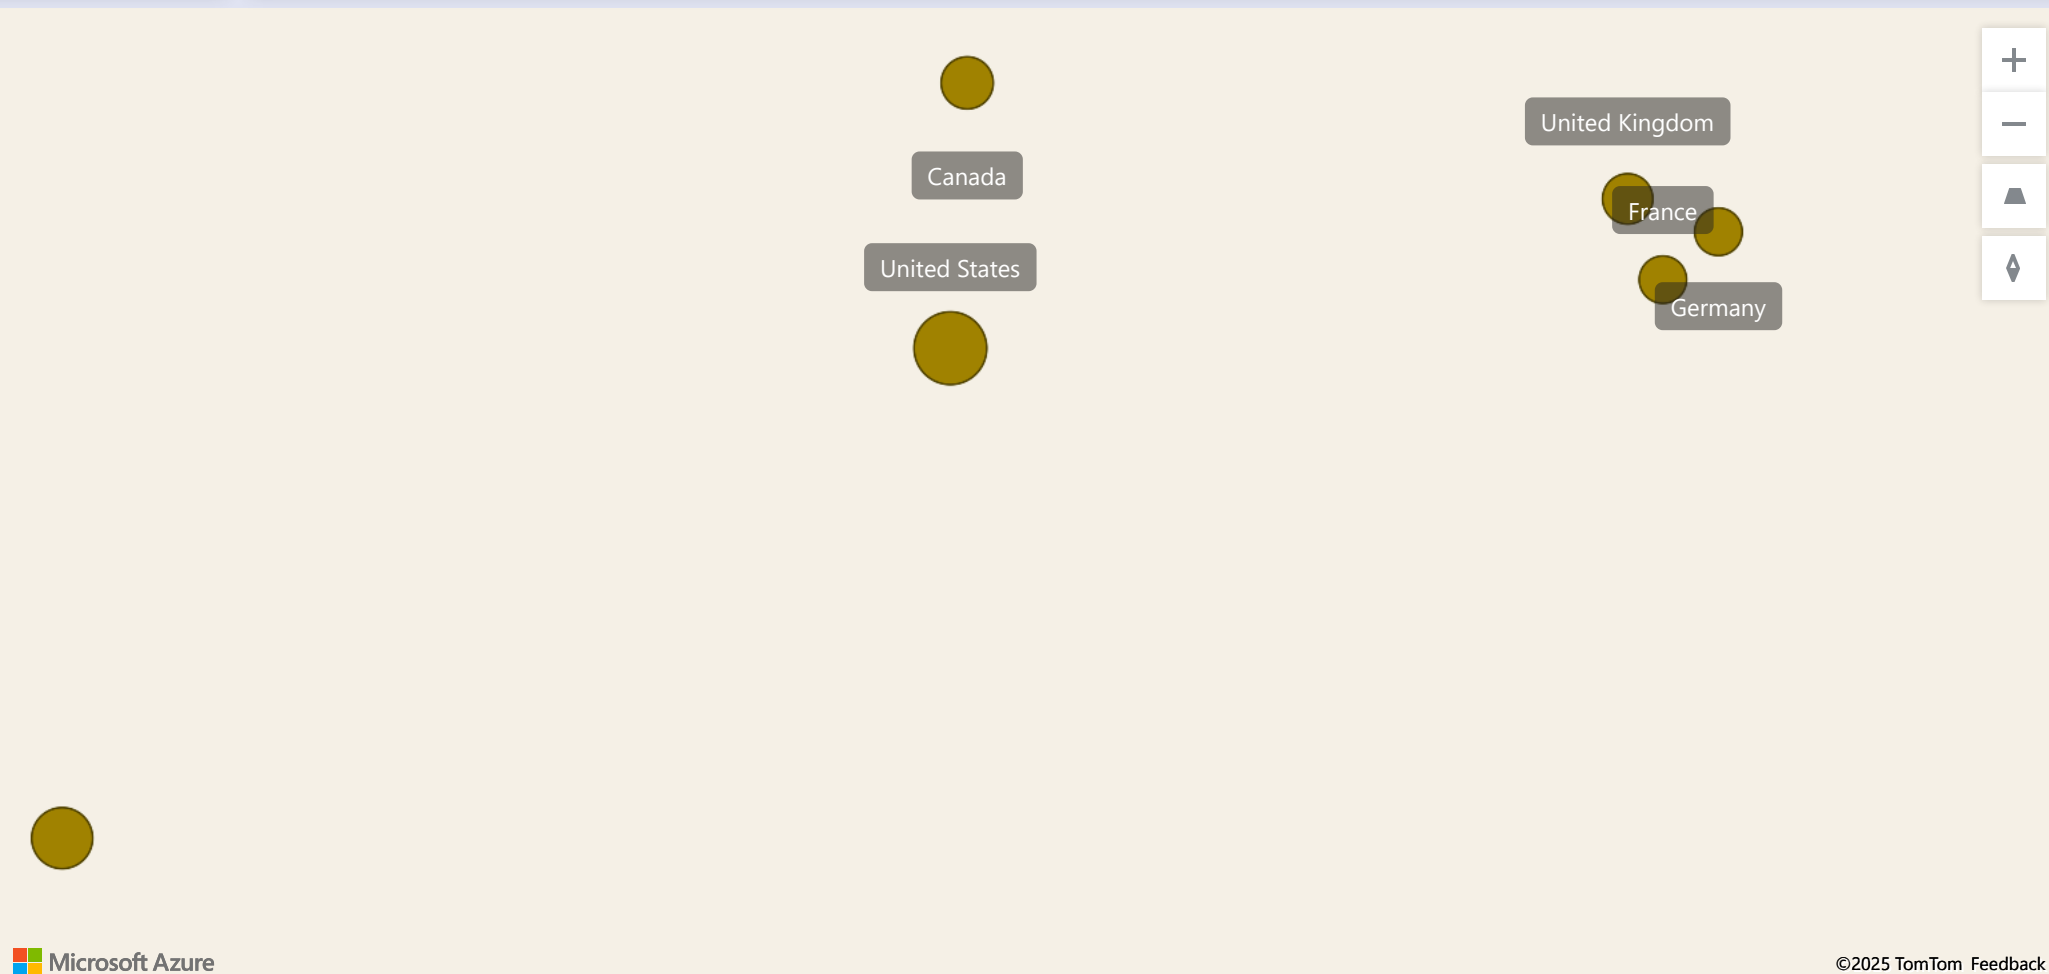 United Kingdom
Canada
France
United States
Germany
Microsoft Azure
©2025 TomTom Feedback